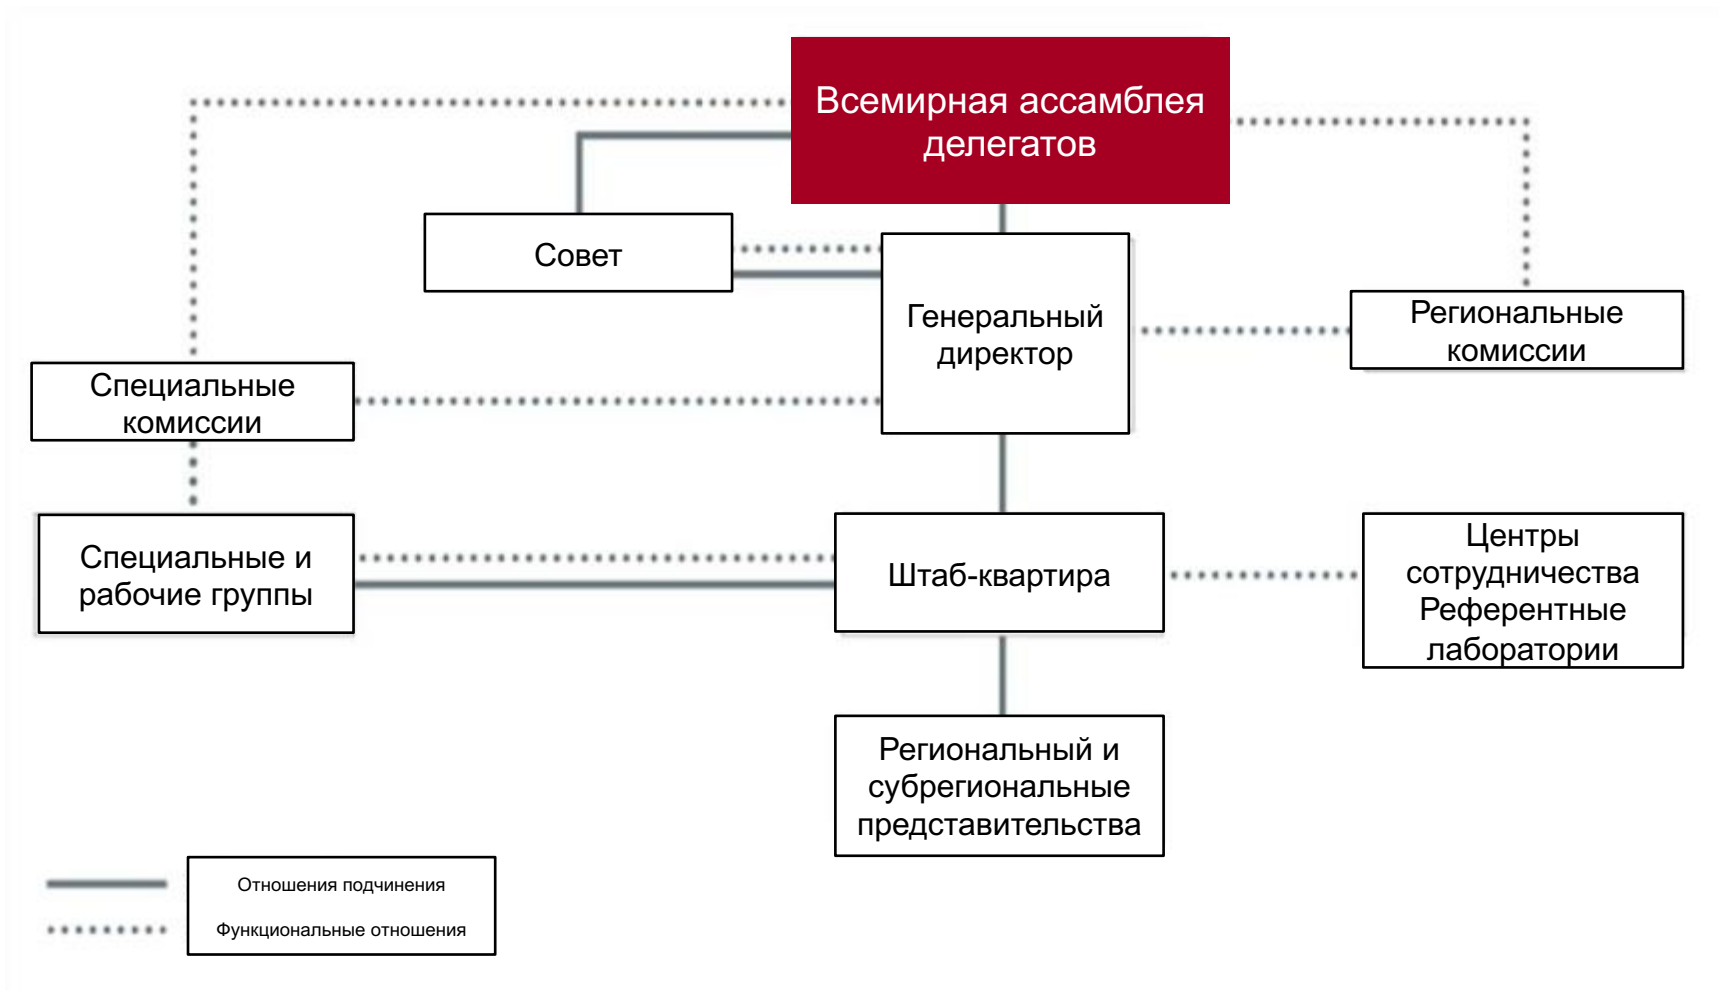 Всемирная ассамблея
делегатов
Совет
Генеральный
директор
Региональные
комиссии
Специальные
комиссии
Специальные и
рабочие группы
Штаб-квартира
Центры
сотрудничества
Референтные
лаборатории
Региональный и
субрегиональные
представительства
Отношения подчинения
Функциональные отношения